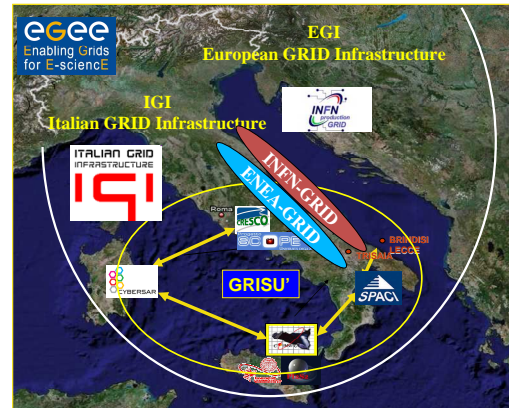 egee
Enabling Grids
for E-sciencE
EGI
European GRID Infrastructure
IGI
Italian GRID Infrastructure
INFN
production
GRID
ITALIAN GRID
INFRASTRUCTURE
IGI
INFN-GRID
ENEA-GRID
Roma
CRESCO
SCOPE
BRINDISI
LECCE
TRISAIA
GRISU'
CYBERSAR
SPACI